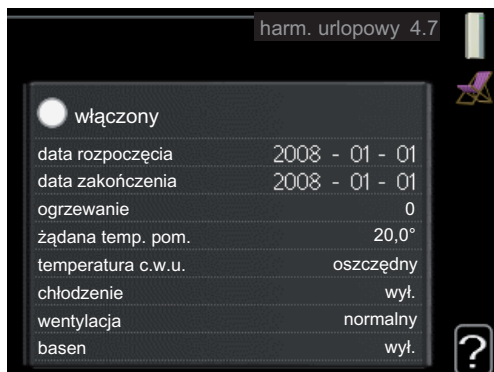 harm. urlopowy 4.7
włączony
data rozpoczęcia 2008 - 01 - 01
data zakończenia 2008 - 01 - 01
ogrzewanie 0
żądana temp. pom. 20,0°
temperatura c.w.u. oszczędny
chłodzenie wył.
wentylacja normalny
basen wył.
?